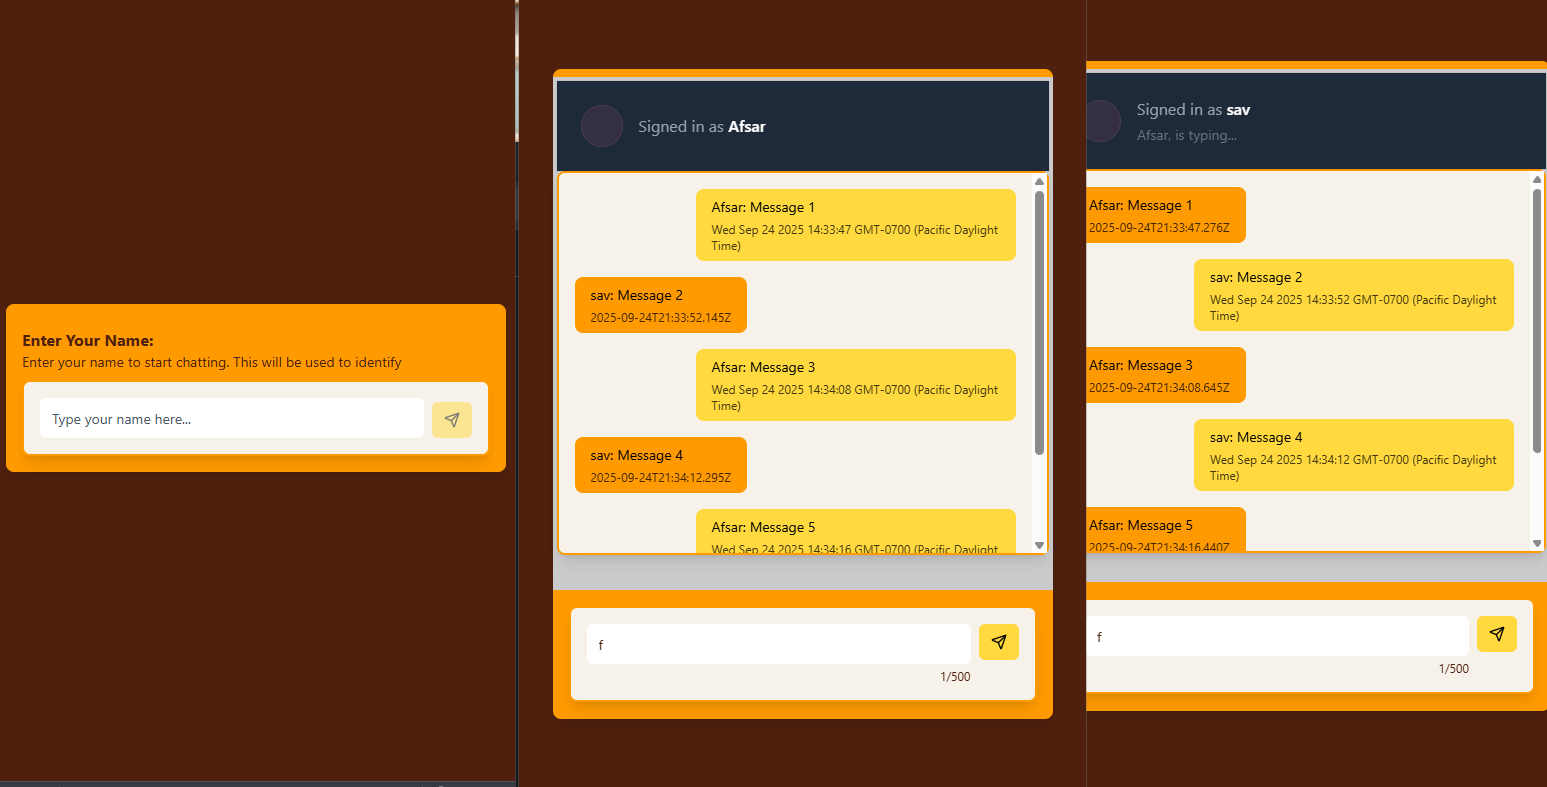 Enter Your Name:
Enter your name to start chatting. This will be used to identify
Type your name here...
Signed in as Afsar
Afsar: Message 1
Wed Sep 24 2025 14:33:47 GMT-0700 (Pacific Daylight
Time)
sav: Message 2
2025-09-24T21:33:52.145Z
Afsar: Message 3
Wed Sep 24 2025 14:34:08 GMT-0700 (Pacific Daylight
Time)
sav: Message 4
2025-09-24T21:34:12.295Z
Afsar: Message 5
Wed Sep 24 2025 14:34:16 GMT-0700 (Pacific Daylight
f
1/500
Signed in as sav
Afsar, is typing...
Afsar: Message 1
2025-09-24T21:33:47.276Z
sav: Message 2
Wed Sep 24 2025 14:33:52 GMT-0700 (Pacific Daylight
Time)
Afsar: Message 3
2025-09-24T21:34:08.645Z
sav: Message 4
Wed Sep 24 2025 14:34:12 GMT-0700 (Pacific Daylight
Time)
Afsar: Message 5
2025-09-24T21:34:16.440Z
f
1/500